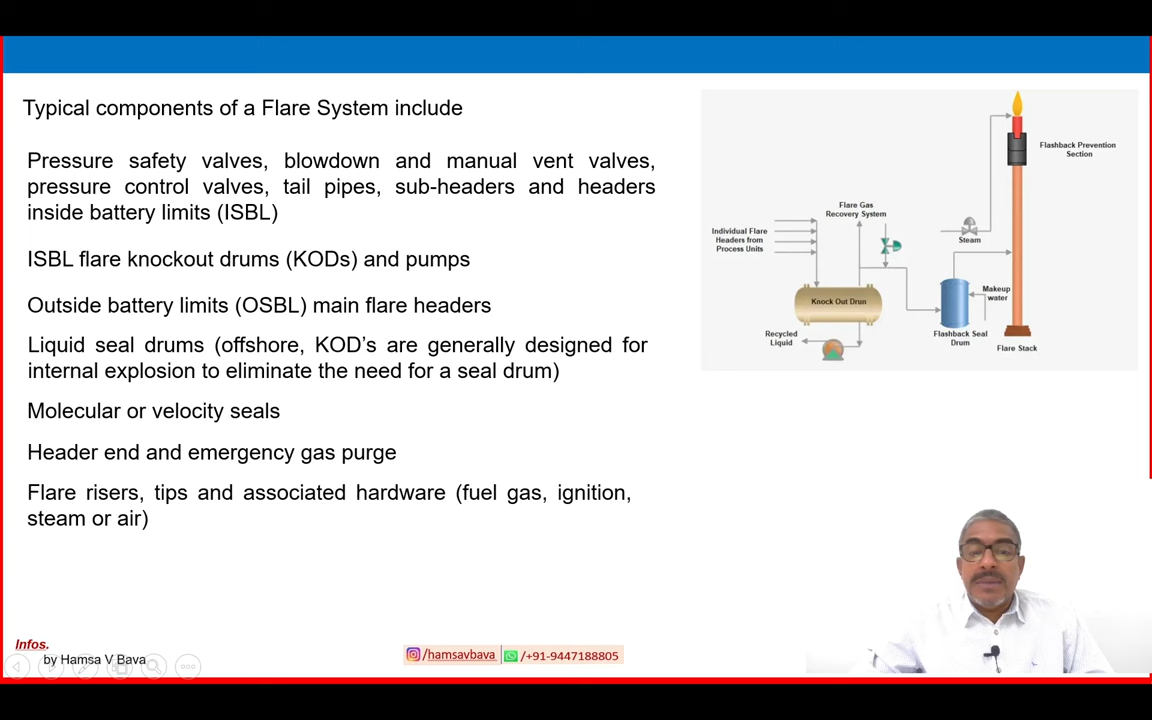 Typical components of a Flare System include
Pressure safety valves, blowdown and manual vent valves,
pressure control valves, tail pipes, sub-headers and headers
inside battery limits (ISBL)
ISBL flare knockout drums (KODs) and pumps
Outside battery limits (OSBL) main flare headers
Liquid seal drums (offshore, KOD's are generally designed for
internal explosion to eliminate the need for a seal drum)
Molecular or velocity seals
Header end and emergency gas purge
Flare risers, tips and associated hardware (fuel gas, ignition,
steam or air)
Flashback Prevention
Section
Flare Gas
Recovery System
Individual Flare
Headers from
Process Units
Steam
Knock Out Drun
Makeup
water
Recycled
Liquid
Flashback Seal
Drum
Flare Stack
Infos.
by Hamsa V Bava
/hamsavbava
/+91-9447188805